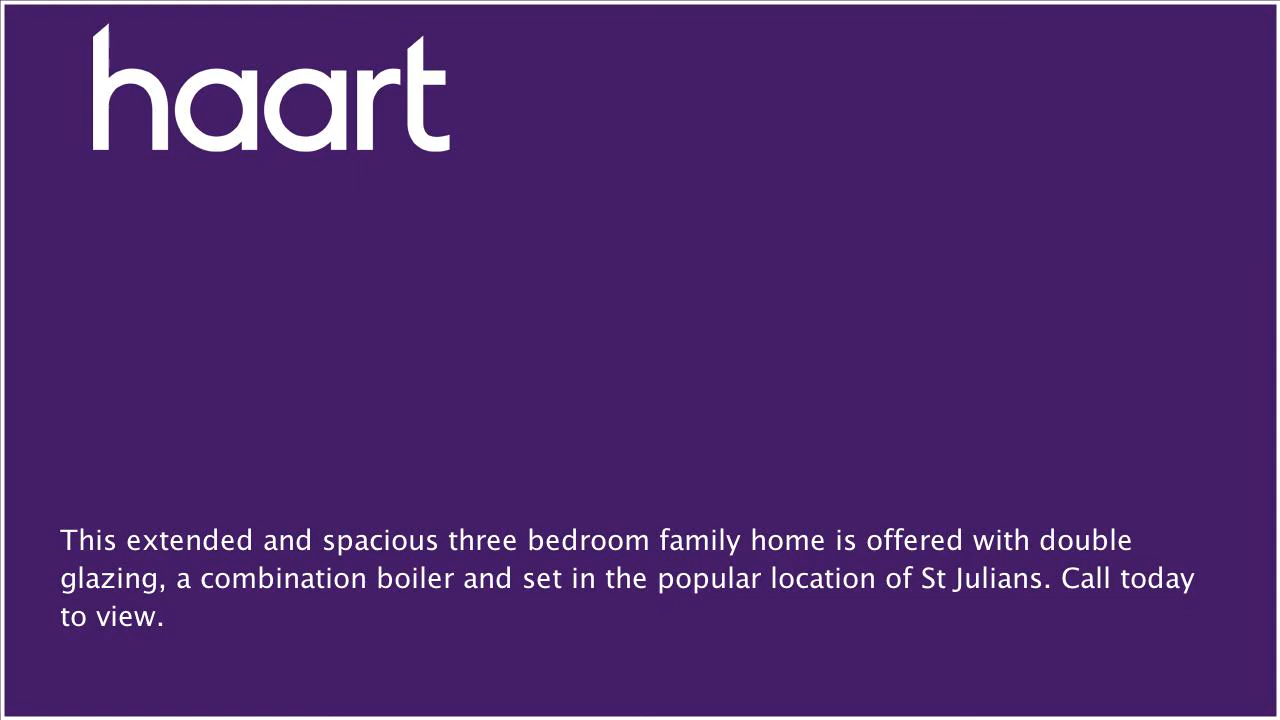 haart
This extended and spacious three bedroom family home is offered with double
glazing, a combination boiler and set in the popular location of St Julians. Call today
to view.